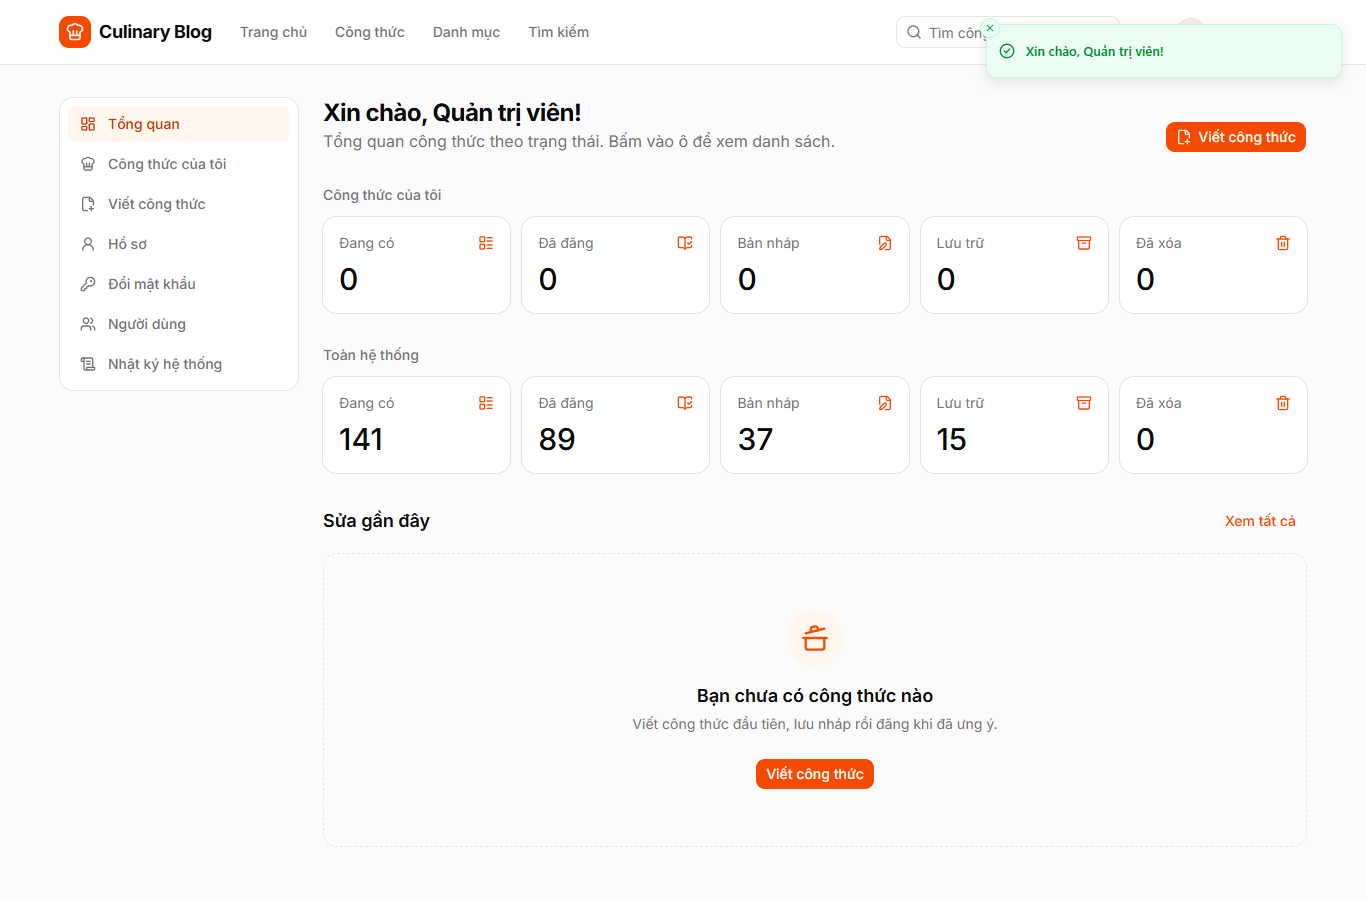 Culinary Blog
Trang chủ
Công thức
Danh mục
Tìm kiếm
Tìm công
Xin chào, Quản trị viên!
Tổng quan
Công thức của tôi
Viết công thức
Hồ sơ
Đổi mật khẩu
Người dùng
Nhật ký hệ thống
Xin chào, Quản trị viên!
Tổng quan công thức theo trạng thái. Bấm vào ô để xem danh sách.
Viết công thức
Công thức của tôi
Đang có
0
Đã đăng
0
Bản nháp
0
Lưu trữ
0
Đã xóa
0
Toàn hệ thống
Đang có
141
Đã đăng
89
Bản nháp
37
Lưu trữ
15
Đã xóa
0
Sửa gần đây
Xem tất cả
Bạn chưa có công thức nào
Viết công thức đầu tiên, lưu nháp rồi đăng khi đã ưng ý.
Viết công thức